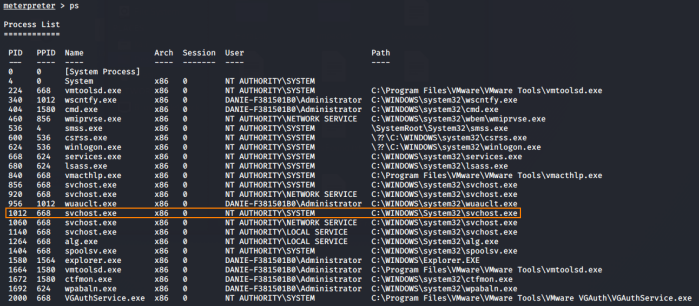 meterpreter > ps
Process List
============
PID PPID Name Arch Session User Path
--- ---- ---- ---- ------- ---- ----
0 0 [System Process]
4 0 System x86 0 NT AUTHORITY\SYSTEM
224 668 vmtoolsd.exe x86 0 NT AUTHORITY\SYSTEM C:\Program Files\VMware\VMware Tools\vmtoolsd.exe
340 1012 wscntfy.exe x86 0 DANIE-F381501B0\Administrator C:\WINDOWS\system32\wscntfy.exe
404 1580 cmd.exe x86 0 DANIE-F381501B0\Administrator C:\WINDOWS\system32\cmd.exe
460 856 wmiprvse.exe x86 0 NT AUTHORITY\NETWORK SERVICE C:\WINDOWS\system32\wbem\wmiprvse.exe
536 4 smss.exe x86 0 NT AUTHORITY\SYSTEM \SystemRoot\System32\smss.exe
600 536 csrss.exe x86 0 NT AUTHORITY\SYSTEM \??\C:\WINDOWS\system32\csrss.exe
624 536 winlogon.exe x86 0 NT AUTHORITY\SYSTEM \??\C:\WINDOWS\system32\winlogon.exe
668 624 services.exe x86 0 NT AUTHORITY\SYSTEM C:\WINDOWS\system32\services.exe
680 624 lsass.exe x86 0 NT AUTHORITY\SYSTEM C:\WINDOWS\system32\lsass.exe
840 668 vmacthlp.exe x86 0 NT AUTHORITY\SYSTEM C:\Program Files\VMware\VMware Tools\vmacthlp.exe
856 668 svchost.exe x86 0 NT AUTHORITY\SYSTEM C:\WINDOWS\system32\svchost.exe
920 668 svchost.exe x86 0 NT AUTHORITY\NETWORK SERVICE C:\WINDOWS\system32\svchost.exe
956 1012 wuauclt.exe x86 0 DANIE-F381501B0\Administrator C:\WINDOWS\system32\wuauclt.exe
1012 668 svchost.exe x86 0 NT AUTHORITY\SYSTEM C:\WINDOWS\System32\svchost.exe
1060 668 svchost.exe x86 0 NT AUTHORITY\NETWORK SERVICE C:\WINDOWS\system32\svchost.exe
1140 668 svchost.exe x86 0 NT AUTHORITY\LOCAL SERVICE C:\WINDOWS\system32\svchost.exe
1264 668 alg.exe x86 0 NT AUTHORITY\LOCAL SERVICE C:\WINDOWS\System32\alg.exe
1404 668 spoolsv.exe x86 0 NT AUTHORITY\SYSTEM C:\WINDOWS\system32\spoolsv.exe
1580 1564 explorer.exe x86 0 DANIE-F381501B0\Administrator C:\WINDOWS\Explorer.EXE
1664 1580 vmtoolsd.exe x86 0 DANIE-F381501B0\Administrator C:\Program Files\VMware\VMware Tools\vmtoolsd.exe
1672 1580 ctfmon.exe x86 0 DANIE-F381501B0\Administrator C:\WINDOWS\system32\ctfmon.exe
1692 624 wpabaln.exe x86 0 DANIE-F381501B0\Administrator C:\WINDOWS\system32\wpabaln.exe
2000 668 VGAuthService.exe x86 0 NT AUTHORITY\SYSTEM C:\Program Files\VMware\VMware Tools\VMware VGAuth\VGAuthService.exe